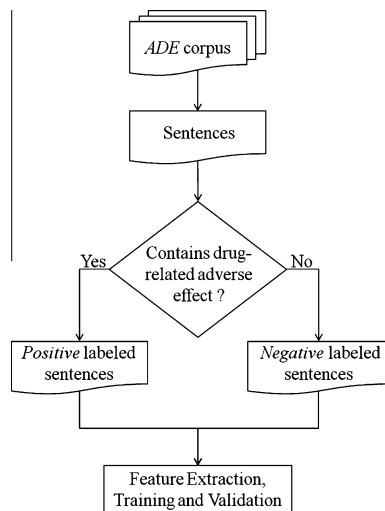 ADE corpus
Sentences
Contains drug-
related adverse
effect ?
Yes
No
Positive labeled
sentences
Negative labeled
sentences
Feature Extraction,
Training and Validation